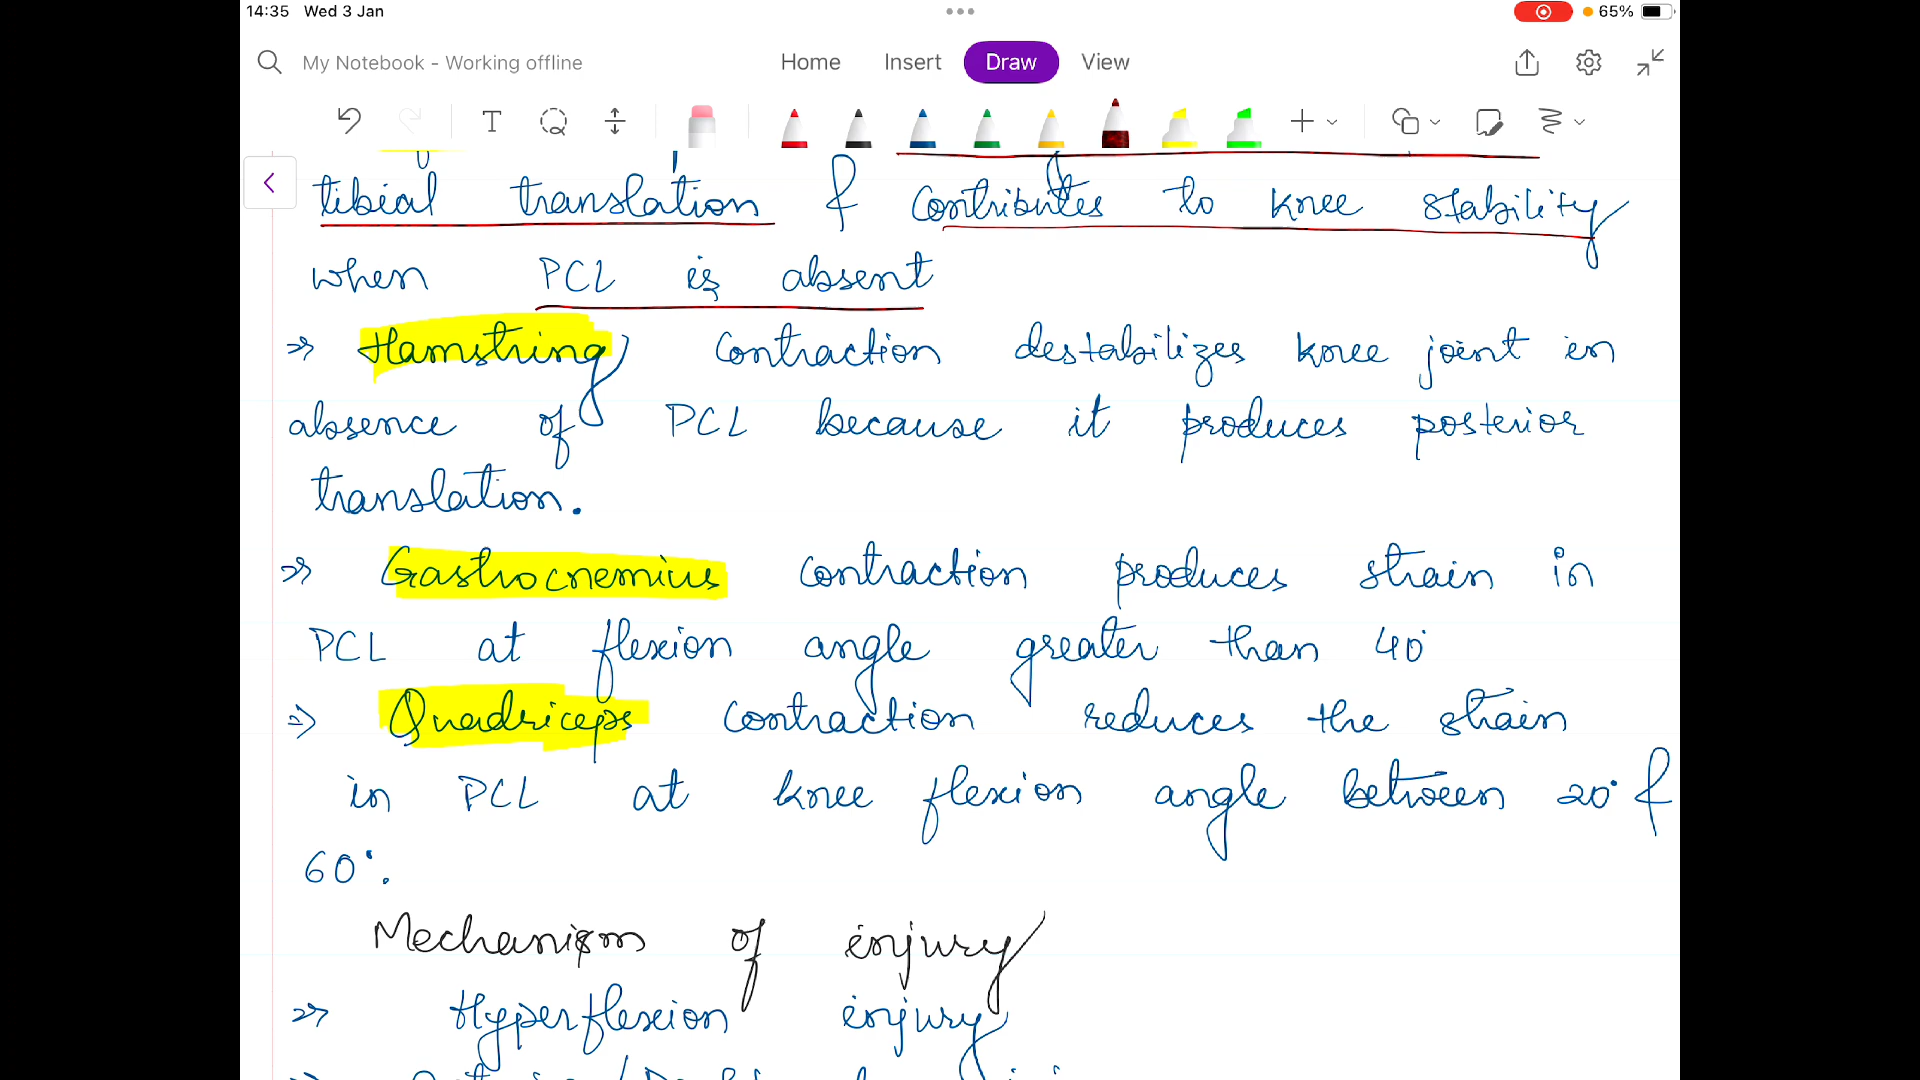 14:35 Wed 3 Jan
65%
My Notebook - Working offline
Home Insert Draw View
tibial translation & contributes to knee stability
when PCL is absent
⇒ Hamstring contraction destabilizes knee joint in
absence of PCL because it produces posterior
translation.
⇒ Gastrocnemius contraction produces strain in
PCL at flexion angle greater than 40°
⇒ Quadriceps contraction reduces the strain
in PCL at knee flexion angle between 20° &
60°.
Mechanism of injury
⇒ Hyperflexion injury